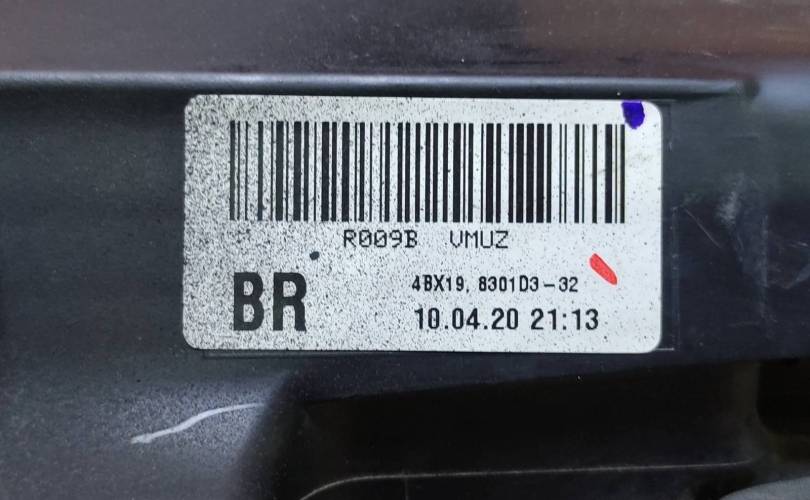 R009B VMUZ
BR
4BX19, 8301D3-32
10.04.20 21:13